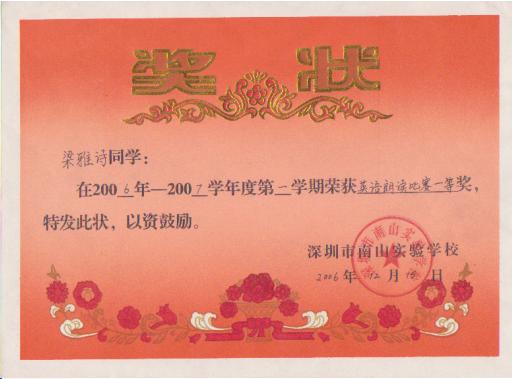 奖状
梁雅诗同学:
在2006年—2007学年度第一学期荣获英语朗读比赛一等奖,
特发此状,以资鼓励。
深圳市南山实验学校
2006年12月15日